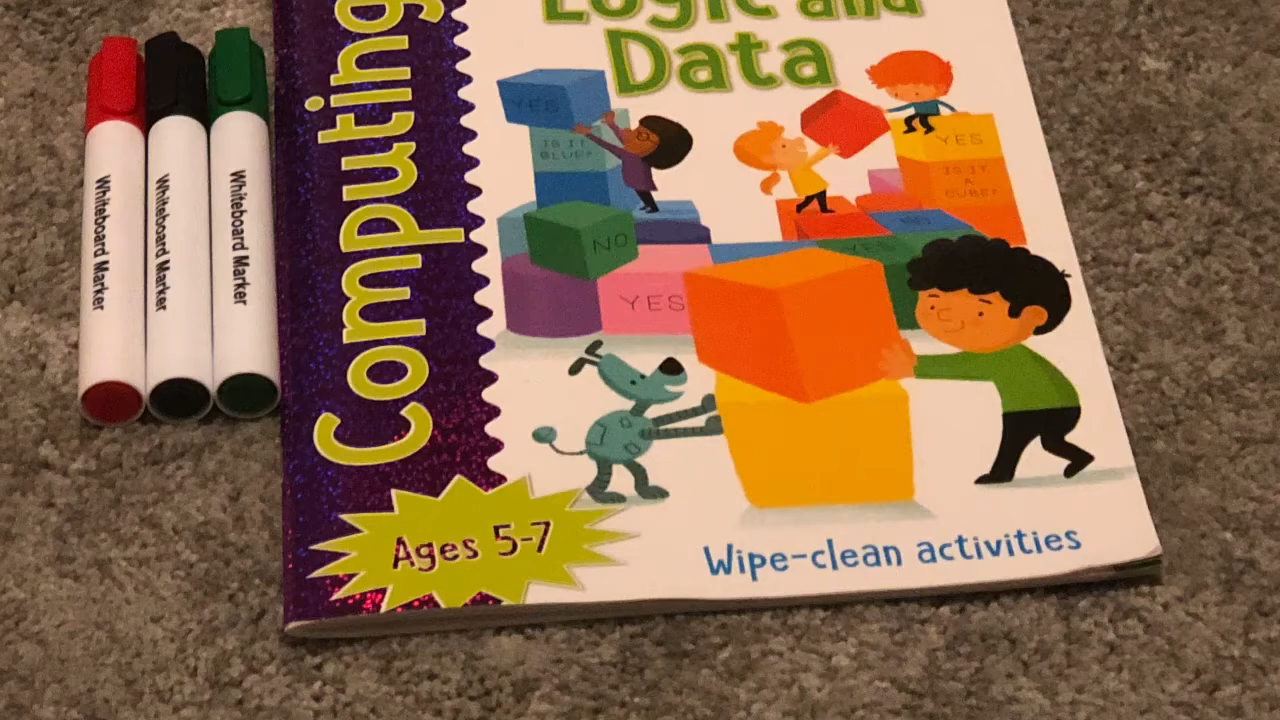 Computing
Logic and
Data
YES
IS IT
BLUE?
YES
IS IT
A
CUBE?
NO
NO
YES
YES
Ages 5-7
Wipe-clean activities
Whiteboard Marker
Whiteboard Marker
Whiteboard Marker